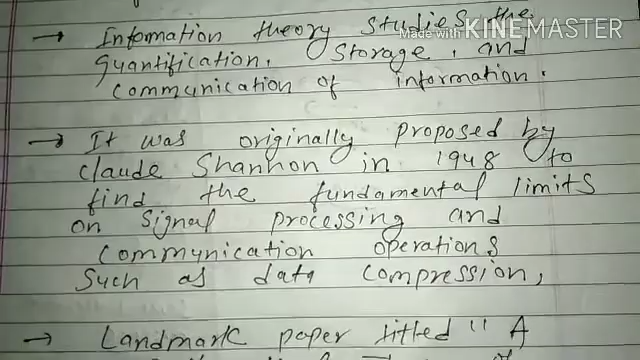 → Information theory studies the
Made with KINEMASTER
quantification, storage, and
communication of information.
→ It was originally proposed by
Claude Shannon in 1948 to
find the fundamental limits
on signal processing and
communication operations
Such as data compression,
→ Landmark paper titled " A